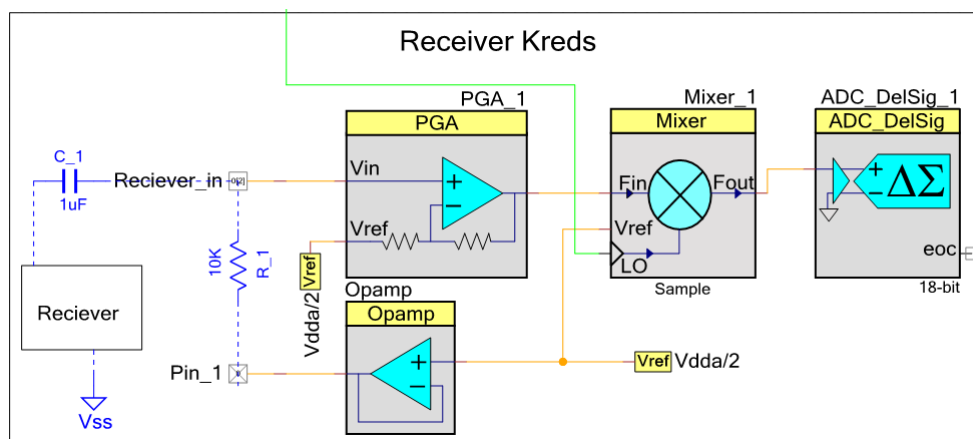 Receiver Kreds
PGA_1
PGA
Vin
Vref
Vref
Vdda/2
Mixer_1
Mixer
Fin
Fout
Vref
LO
Sample
ADC_DelSig_1
ADC_DelSig
ΔΣ
eoc
18-bit
C_1
1uF
Reciever_in
10K
R_1
Reciever
Vss
Pin_1
Opamp
Opamp
Vref Vdda/2